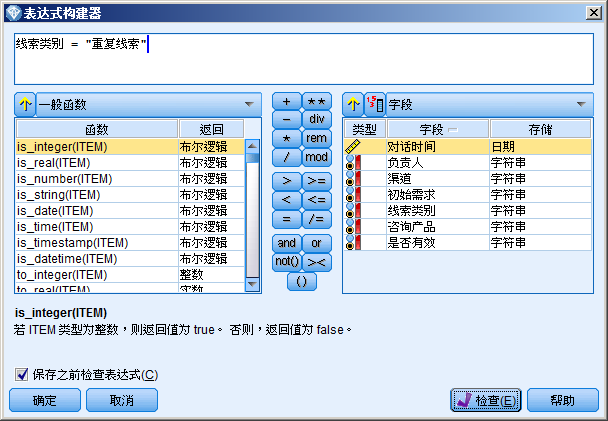 表达式构建器
线索类别 = "重复线索"
一般函数
字段
函数 返回
is_integer(ITEM) 布尔逻辑
is_real(ITEM) 布尔逻辑
is_number(ITEM) 布尔逻辑
is_string(ITEM) 布尔逻辑
is_date(ITEM) 布尔逻辑
is_time(ITEM) 布尔逻辑
is_timestamp(ITEM) 布尔逻辑
is_datetime(ITEM) 布尔逻辑
to_integer(ITEM) 整数
to_real(ITEM) 实数
+ **
- div
* rem
/ mod
> >=
< <=
= /=
and or
not() ><
()
类型 字段 存储
对话时间 日期
负责人 字符串
渠道 字符串
初始需求 字符串
线索类别 字符串
咨询产品 字符串
是否有效 字符串
is_integer(ITEM)
若 ITEM 类型为整数，则返回值为 true。 否则，返回值为 false。
保存之前检查表达式(C)
确定 取消 检查(E) 帮助